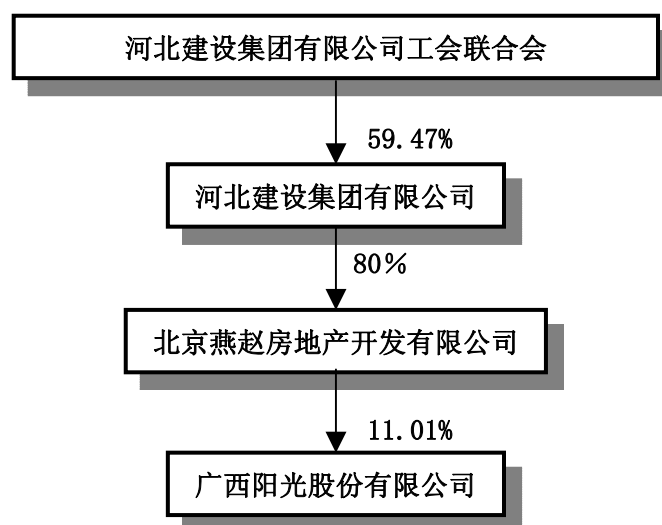 河北建设集团有限公司工会联合会
59.47%
河北建设集团有限公司
80%
北京燕赵房地产开发有限公司
11.01%
广西阳光股份有限公司